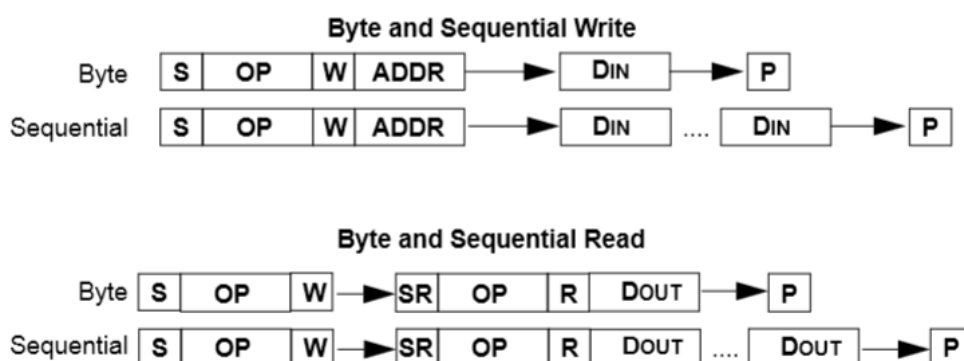 Byte and Sequential Write
Byte S OP W ADDR DIN P
Sequential S OP W ADDR DIN .... DIN P
Byte and Sequential Read
Byte S OP W SR OP R DOUT P
Sequential S OP W SR OP R DOUT .... DOUT P